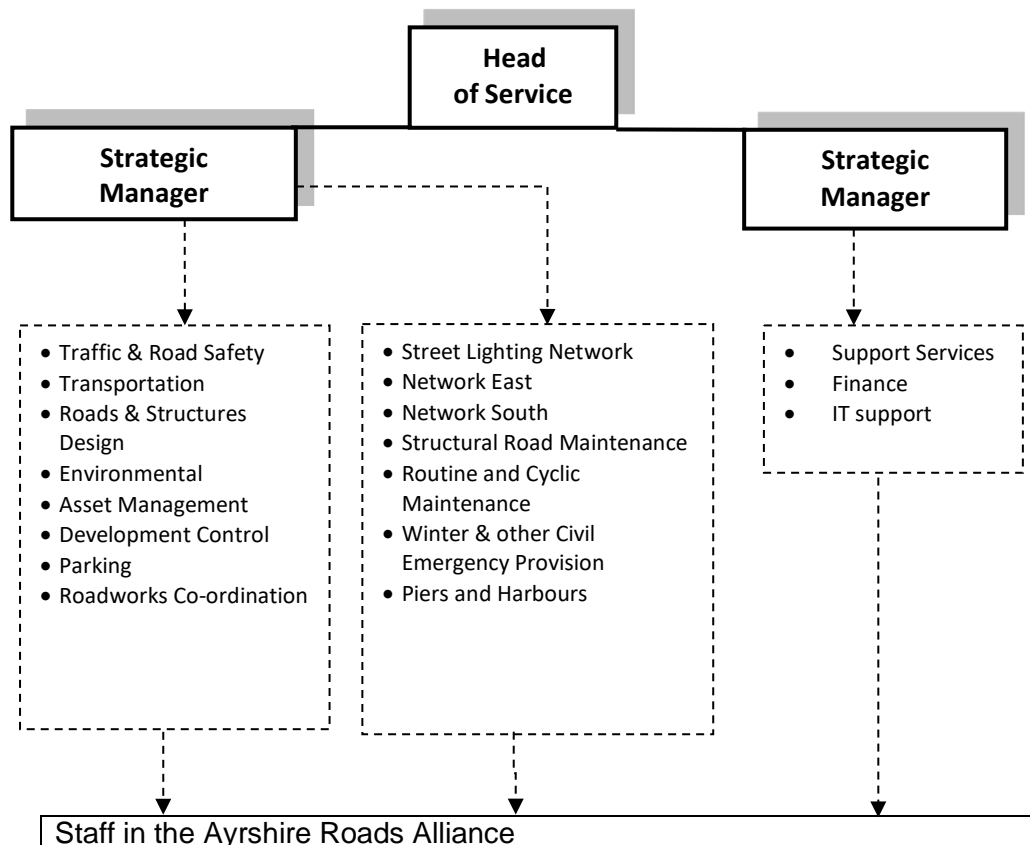 Head
of Service
Strategic
Manager
Strategic
Manager
• Traffic & Road Safety
• Transportation
• Roads & Structures
Design
• Environmental
• Asset Management
• Development Control
• Parking
• Roadworks Co-ordination
• Street Lighting Network
• Network East
• Network South
• Structural Road Maintenance
• Routine and Cyclic
Maintenance
• Winter & other Civil
Emergency Provision
• Piers and Harbours
• Support Services
• Finance
• IT support
Staff in the Ayrshire Roads Alliance